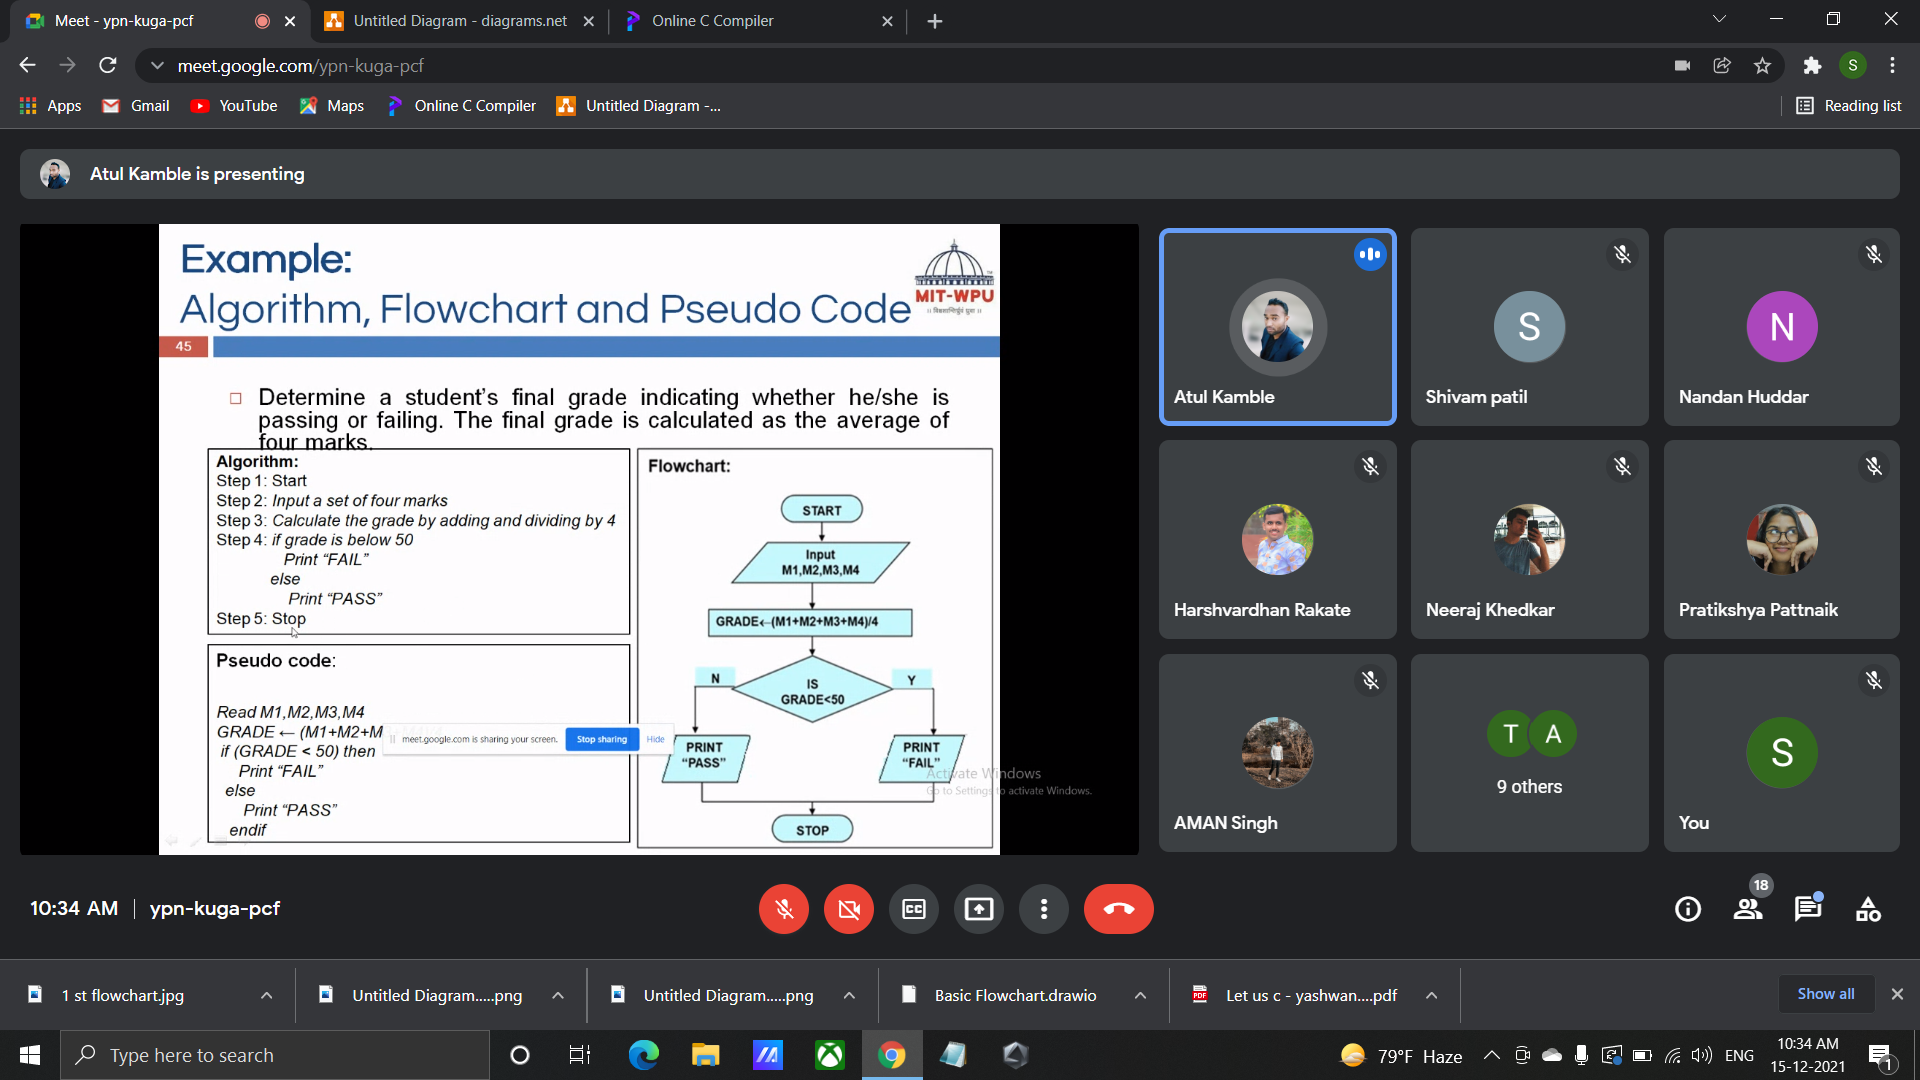 Meet - ypn-kuga-pcf
Untitled Diagram - diagrams.net
Online C Compiler
meet.google.com/ypn-kuga-pcf
S
Apps
Gmail
YouTube
Maps
Online C Compiler
Untitled Diagram -...
Reading list
Atul Kamble is presenting
Example:
Algorithm, Flowchart and Pseudo Code
MIT-WPU
45
Determine a student's final grade indicating whether he/she is
passing or failing. The final grade is calculated as the average of
four marks.
Algorithm:
Step 1: Start
Step 2: Input a set of four marks
Step 3: Calculate the grade by adding and dividing by 4
Step 4: if grade is below 50
Print “FAIL”
else
Print “PASS”
Step 5: Stop
Pseudo code:
Read M1,M2,M3,M4
GRADE ← (M1+M2+M
if (GRADE < 50) then
Print “FAIL”
else
Print “PASS”
endif
meet.google.com is sharing your screen.
Stop sharing
Hide
Flowchart:
START
Input
M1,M2,M3,M4
GRADE←(M1+M2+M3+M4)/4
N
IS
GRADE<50
Y
PRINT
“PASS”
PRINT
“FAIL”
STOP
Activate Windows
Go to Settings to activate Windows.
Atul Kamble
S
Shivam patil
N
Nandan Huddar
Harshvardhan Rakate
Neeraj Khedkar
Pratikshya Pattnaik
AMAN Singh
T
A
9 others
S
You
10:34 AM
ypn-kuga-pcf
CC
18
1 st flowchart.jpg
Untitled Diagram.....png
Untitled Diagram.....png
Basic Flowchart.drawio
PDF
Let us c - yashwan....pdf
Show all
Type here to search
79°F Haze
ENG
10:34 AM
15-12-2021
1